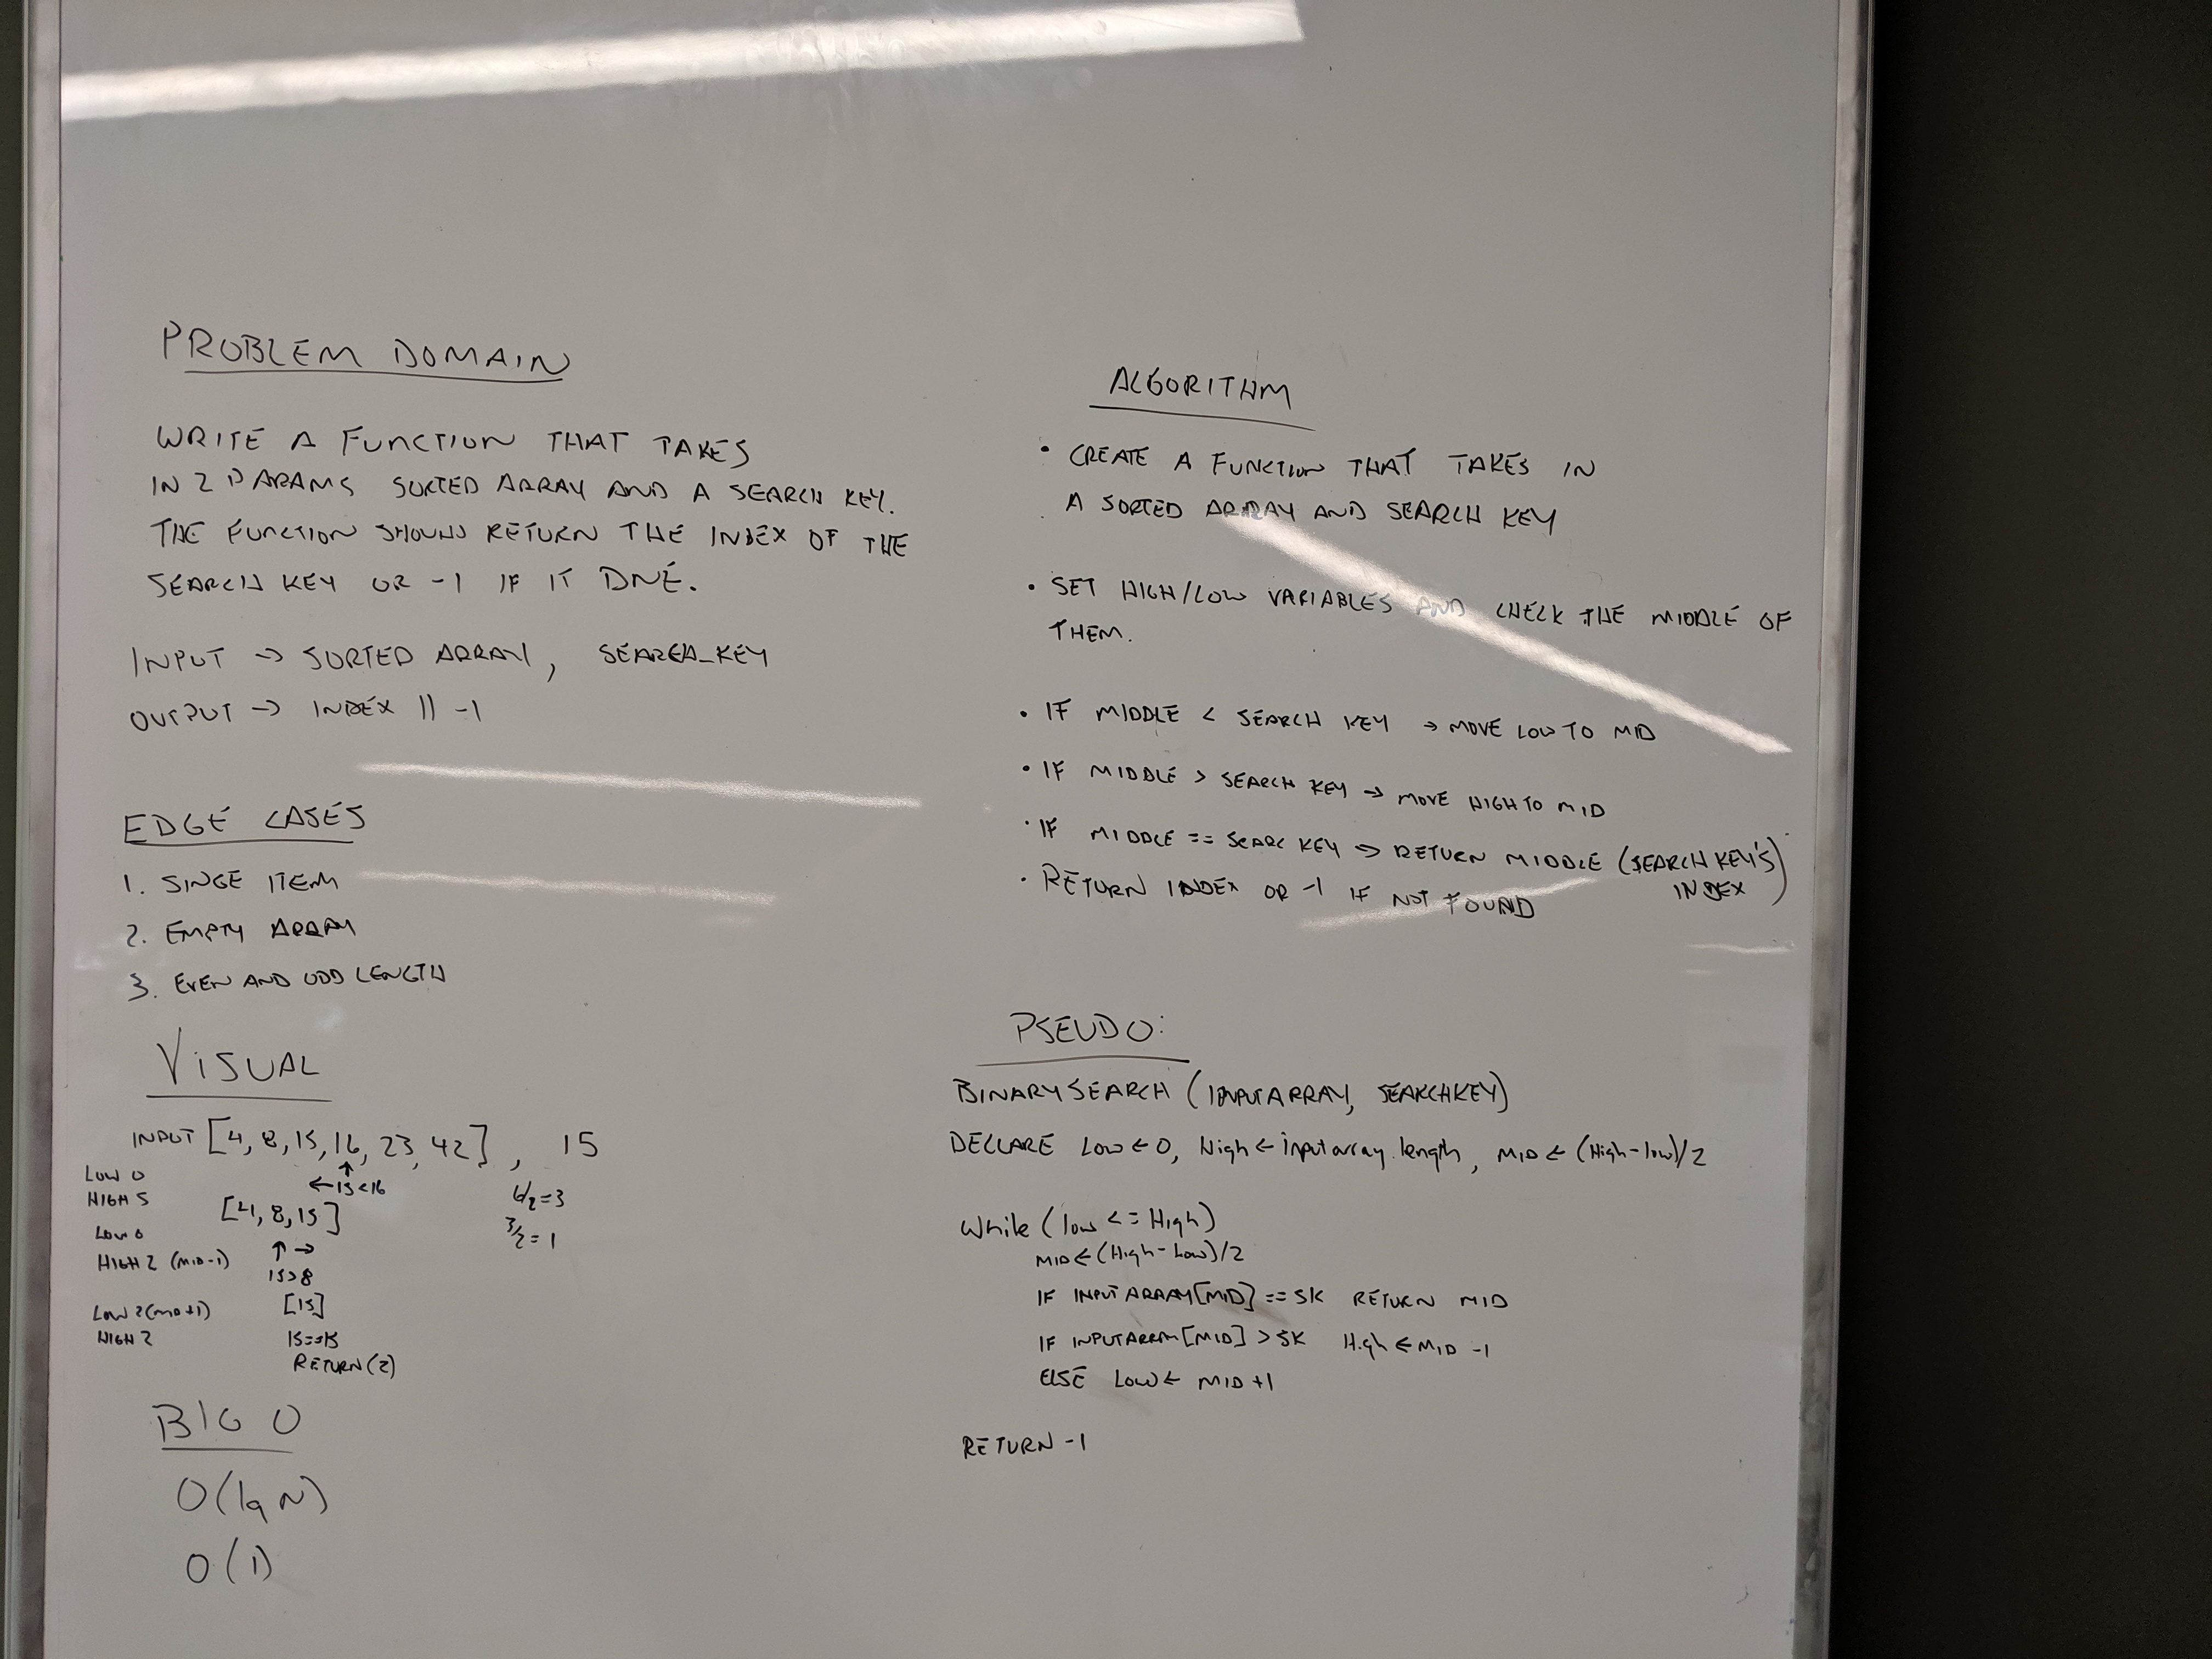 PROBLEM DOMAIN
WRITE A FUNCTION THAT TAKES
IN 2 PARAMS SORTED ARRAY AND A SEARCH KEY.
THE FUNCTION SHOULD RETURN THE INDEX OF THE
SEARCH KEY OR -1 IF IT DNE.
INPUT → SORTED ARRAY, SEARCH_KEY
OUTPUT → INDEX || -1
EDGE CASES
1. SINGE ITEM
2. EMPTY ARRAY
3. EVEN AND ODD LENGTH
VISUAL
INPUT [4, 8, 15, 16, 23, 42] , 15
LOW 0 ↑
HIGH 5 ← 15<16 6/2=3
[4, 8, 15] 3/2=1
LOW 0
HIGH 2 (MID-1) ↑ →
15>8
LOW 2 (MID+1) [15]
HIGH 2 15==15
RETURN (2)
BIG O
O(lg N)
O(1)
ALGORITHM
• CREATE A FUNCTION THAT TAKES IN
A SORTED ARRAY AND SEARCH KEY
• SET HIGH/LOW VARIABLES AND CHECK THE MIDDLE OF
THEM.
• IF MIDDLE < SEARCH KEY → MOVE LOW TO MID
• IF MIDDLE > SEARCH KEY → MOVE HIGH TO MID
• IF MIDDLE == SEARC KEY → RETURN MIDDLE (SEARCH KEY'S
INDEX)
• RETURN INDEX OR -1 IF NOT FOUND
PSEUDO:
BINARYSEARCH (INPUTARRAY, SEARCHKEY)
DECLARE LOW ← 0, High ← inputarray.length, MID ← (High-low)/2
While (low <= High)
MID ← (High-Low)/2
IF INPUTARRAY[MID] == SK RETURN MID
IF INPUTARRAY[MID] > SK High ← MID -1
ELSE LOW ← MID +1
RETURN -1